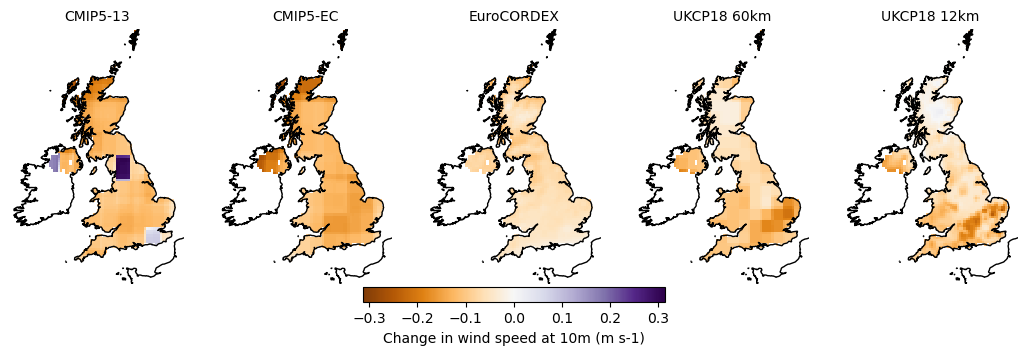 CMIP5-13 CMIP5-EC EuroCORDEX UKCP18 60km UKCP18 12km
−0.3 −0.2 −0.1 0.0 0.1 0.2 0.3
Change in wind speed at 10m (m s-1)